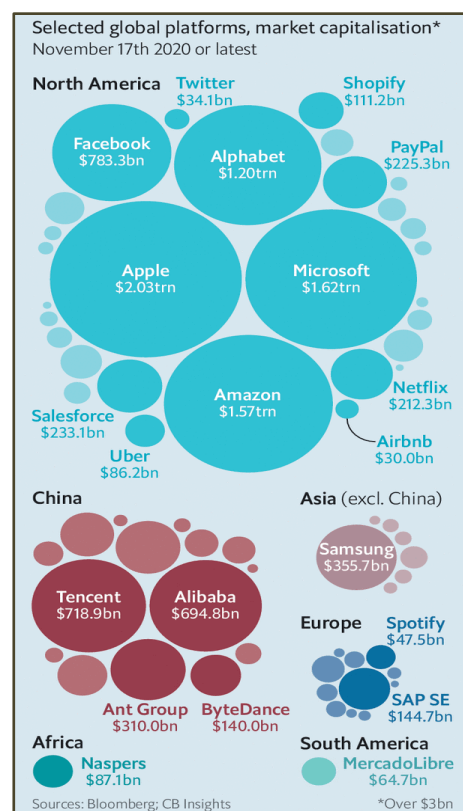 Selected global platforms, market capitalisation*
November 17th 2020 or latest
North America
Twitter
$34.1bn
Shopify
$111.2bn
Facebook
$783.3bn
Alphabet
$1.20trn
PayPal
$225.3bn
Apple
$2.03trn
Microsoft
$1.62trn
Amazon
$1.57trn
Netflix
$212.3bn
Salesforce
$233.1bn
Airbnb
$30.0bn
Uber
$86.2bn
China
Asia (excl. China)
Samsung
$355.7bn
Tencent
$718.9bn
Alibaba
$694.8bn
Europe
Spotify
$47.5bn
SAP SE
$144.7bn
Ant Group
$310.0bn
ByteDance
$140.0bn
Africa
Naspers
$87.1bn
South America
MercadoLibre
$64.7bn
Sources: Bloomberg; CB Insights
*Over $3bn